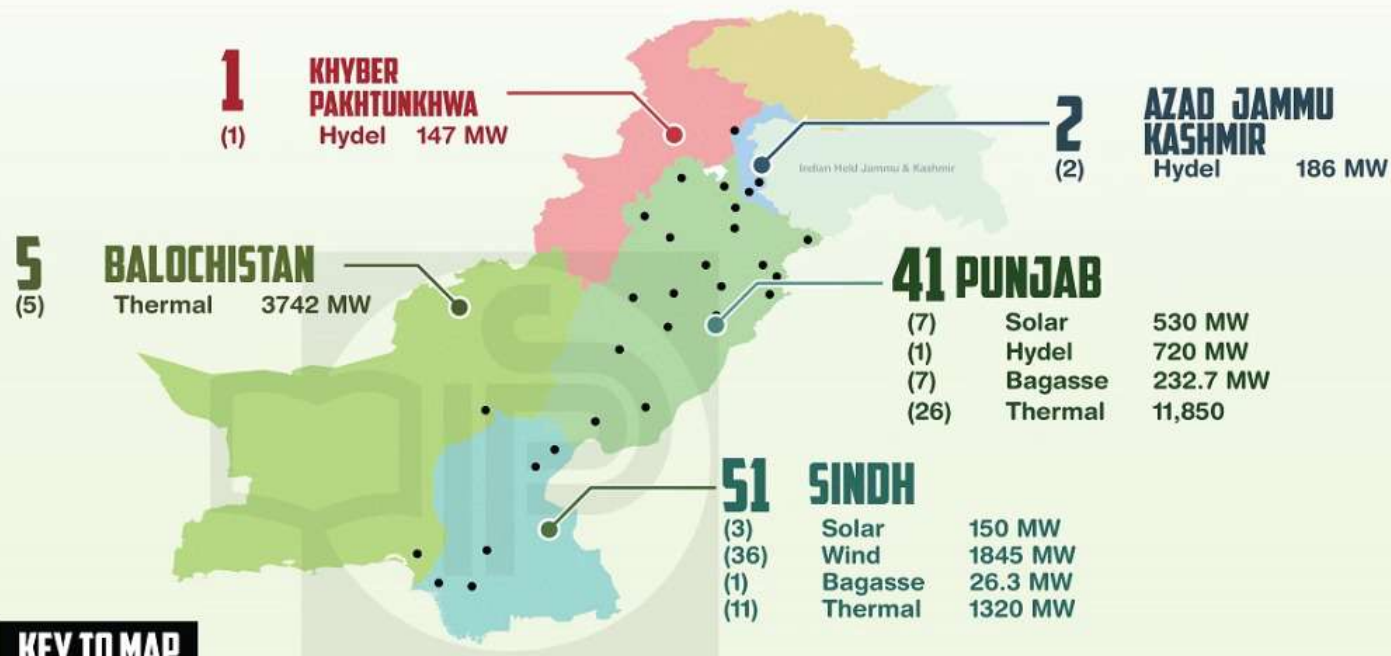 1 KHYBER
PAKHTUNKHWA
(1) Hydel 147 MW
2 AZAD JAMMU
KASHMIR
(2) Hydel 186 MW
Indian Held Jammu & Kashmir
5 BALOCHISTAN
(5) Thermal 3742 MW
41 PUNJAB
(7) Solar 530 MW
(1) Hydel 720 MW
(7) Bagasse 232.7 MW
(26) Thermal 11,850
51 SINDH
(3) Solar 150 MW
(36) Wind 1845 MW
(1) Bagasse 26.3 MW
(11) Thermal 1320 MW
KEY TO MAP